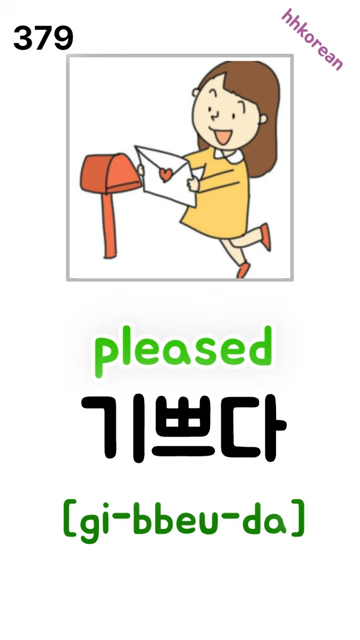 379
hhkorean
pleased
기쁘다
[gi-bbeu-da]